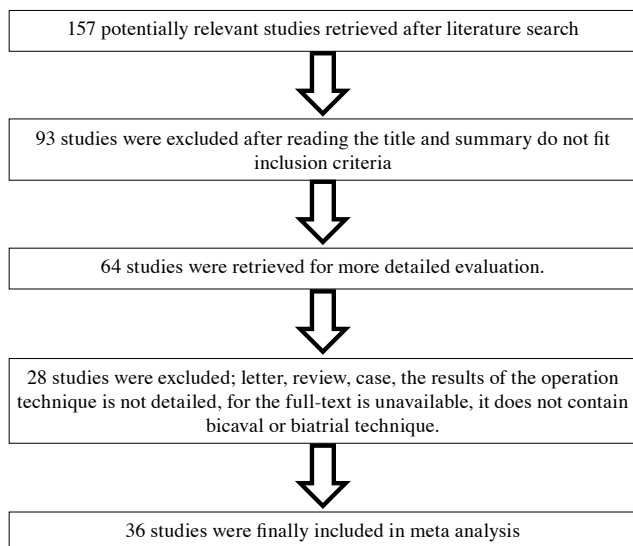 157 potentially relevant studies retrieved after literature search
93 studies were excluded after reading the title and summary do not fit
inclusion criteria
64 studies were retrieved for more detailed evaluation.
28 studies were excluded; letter, review, case, the results of the operation
technique is not detailed, for the full-text is unavailable, it does not contain
bicaval or biatrial technique.
36 studies were finally included in meta analysis